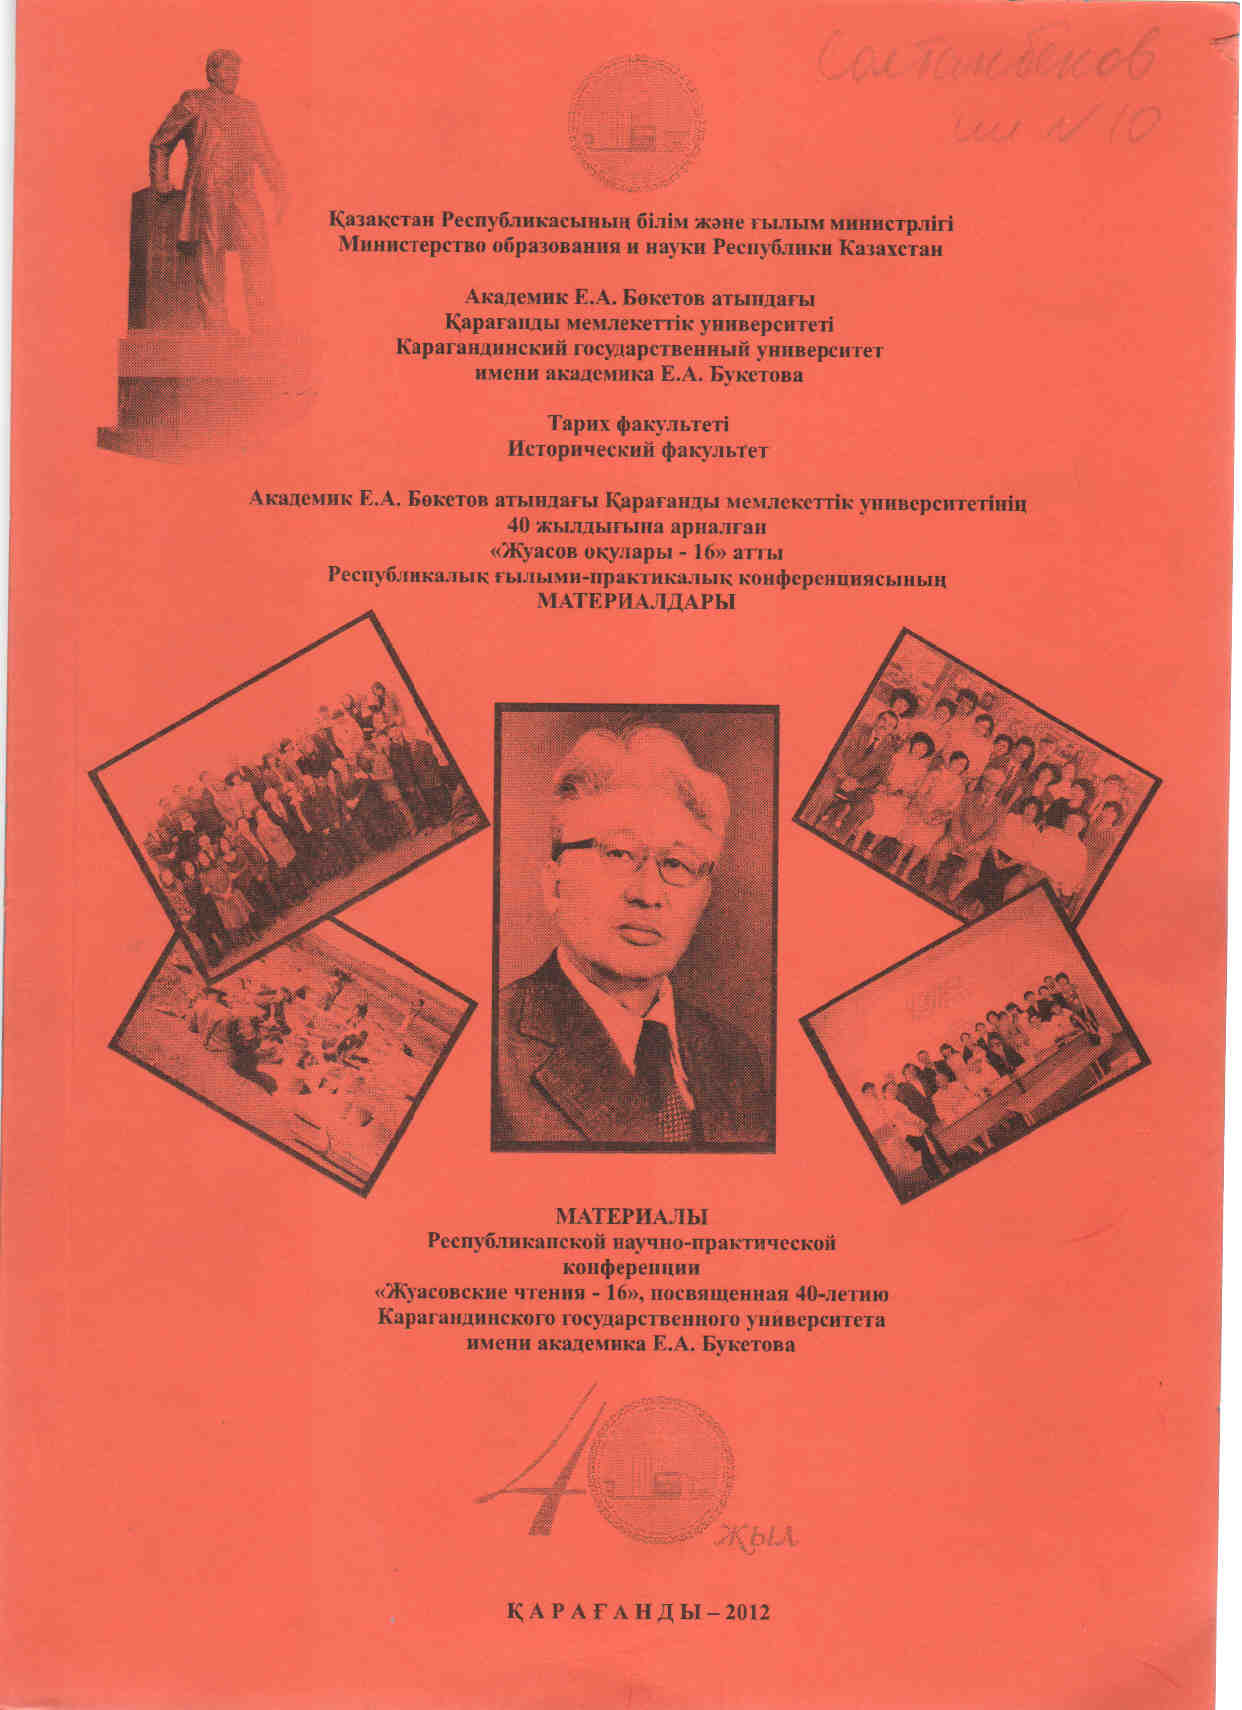 Солтанбеков
шк №10
Қазақстан Республикасының білім және ғылым министрлігі
Министерство образования и науки Республики Казахстан
Академик Е.А. Бөкетов атындағы
Қарағанды мемлекеттік университеті
Карагандинский государственный университет
имени академика Е.А. Букетова
Тарих факультеті
Исторический факультет
Академик Е.А. Бөкетов атындағы Қарағанды мемлекеттік университетінің
40 жылдығына арналған
«Жуасов оқулары - 16» атты
Республикалық ғылыми-практикалық конференциясының
МАТЕРИАЛДАРЫ
МАТЕРИАЛЫ
Республиканской научно-практической
конференции
«Жуасовские чтения - 16», посвященная 40-летию
Карагандинского государственного университета
имени академика Е.А. Букетова
40
жыл
ҚАРАҒАНДЫ – 2012